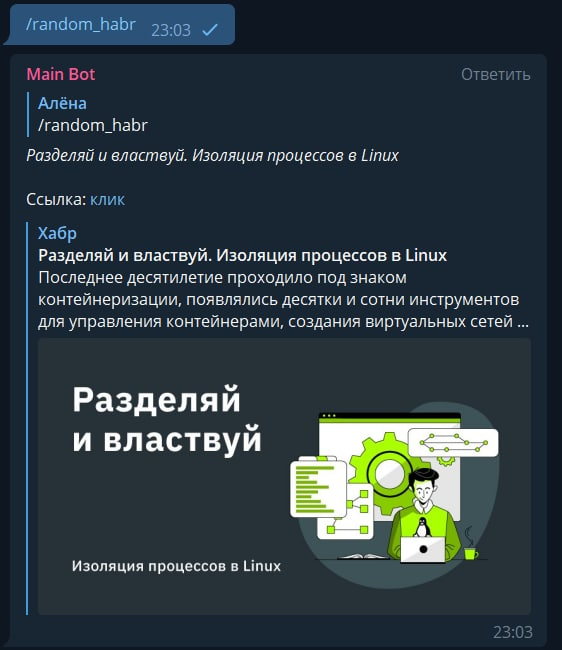 /random_habr 23:03
Main Bot Ответить
Алёна
/random_habr
Разделяй и властвуй. Изоляция процессов в Linux
Ссылка: клик
Хабр
Разделяй и властвуй. Изоляция процессов в Linux
Последнее десятилетие проходило под знаком
контейнеризации, появлялись десятки и сотни инструментов
для управления контейнерами, создания виртуальных сетей ...
Разделяй
и властвуй
Изоляция процессов в Linux
23:03